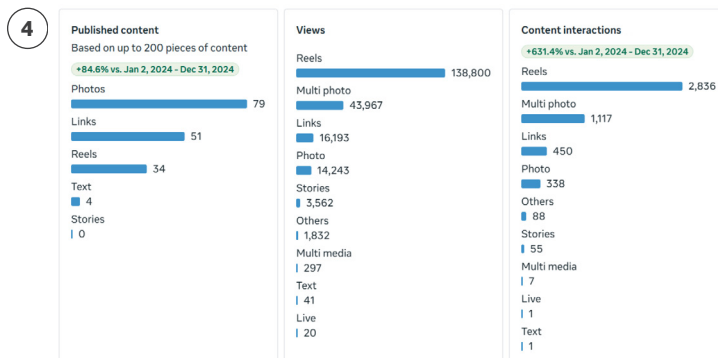 4
Published content
Based on up to 200 pieces of content
+84.6% vs. Jan 2, 2024 - Dec 31, 2024
Photos
79
Links
51
Reels
34
Text
4
Stories
0
Views
Reels
138,800
Multi photo
43,967
Links
16,193
Photo
14,243
Stories
3,562
Others
1,832
Multi media
297
Text
41
Live
20
Content interactions
+631.4% vs. Jan 2, 2024 - Dec 31, 2024
Reels
2,836
Multi photo
1,117
Links
450
Photo
338
Others
88
Stories
55
Multi media
7
Live
1
Text
1